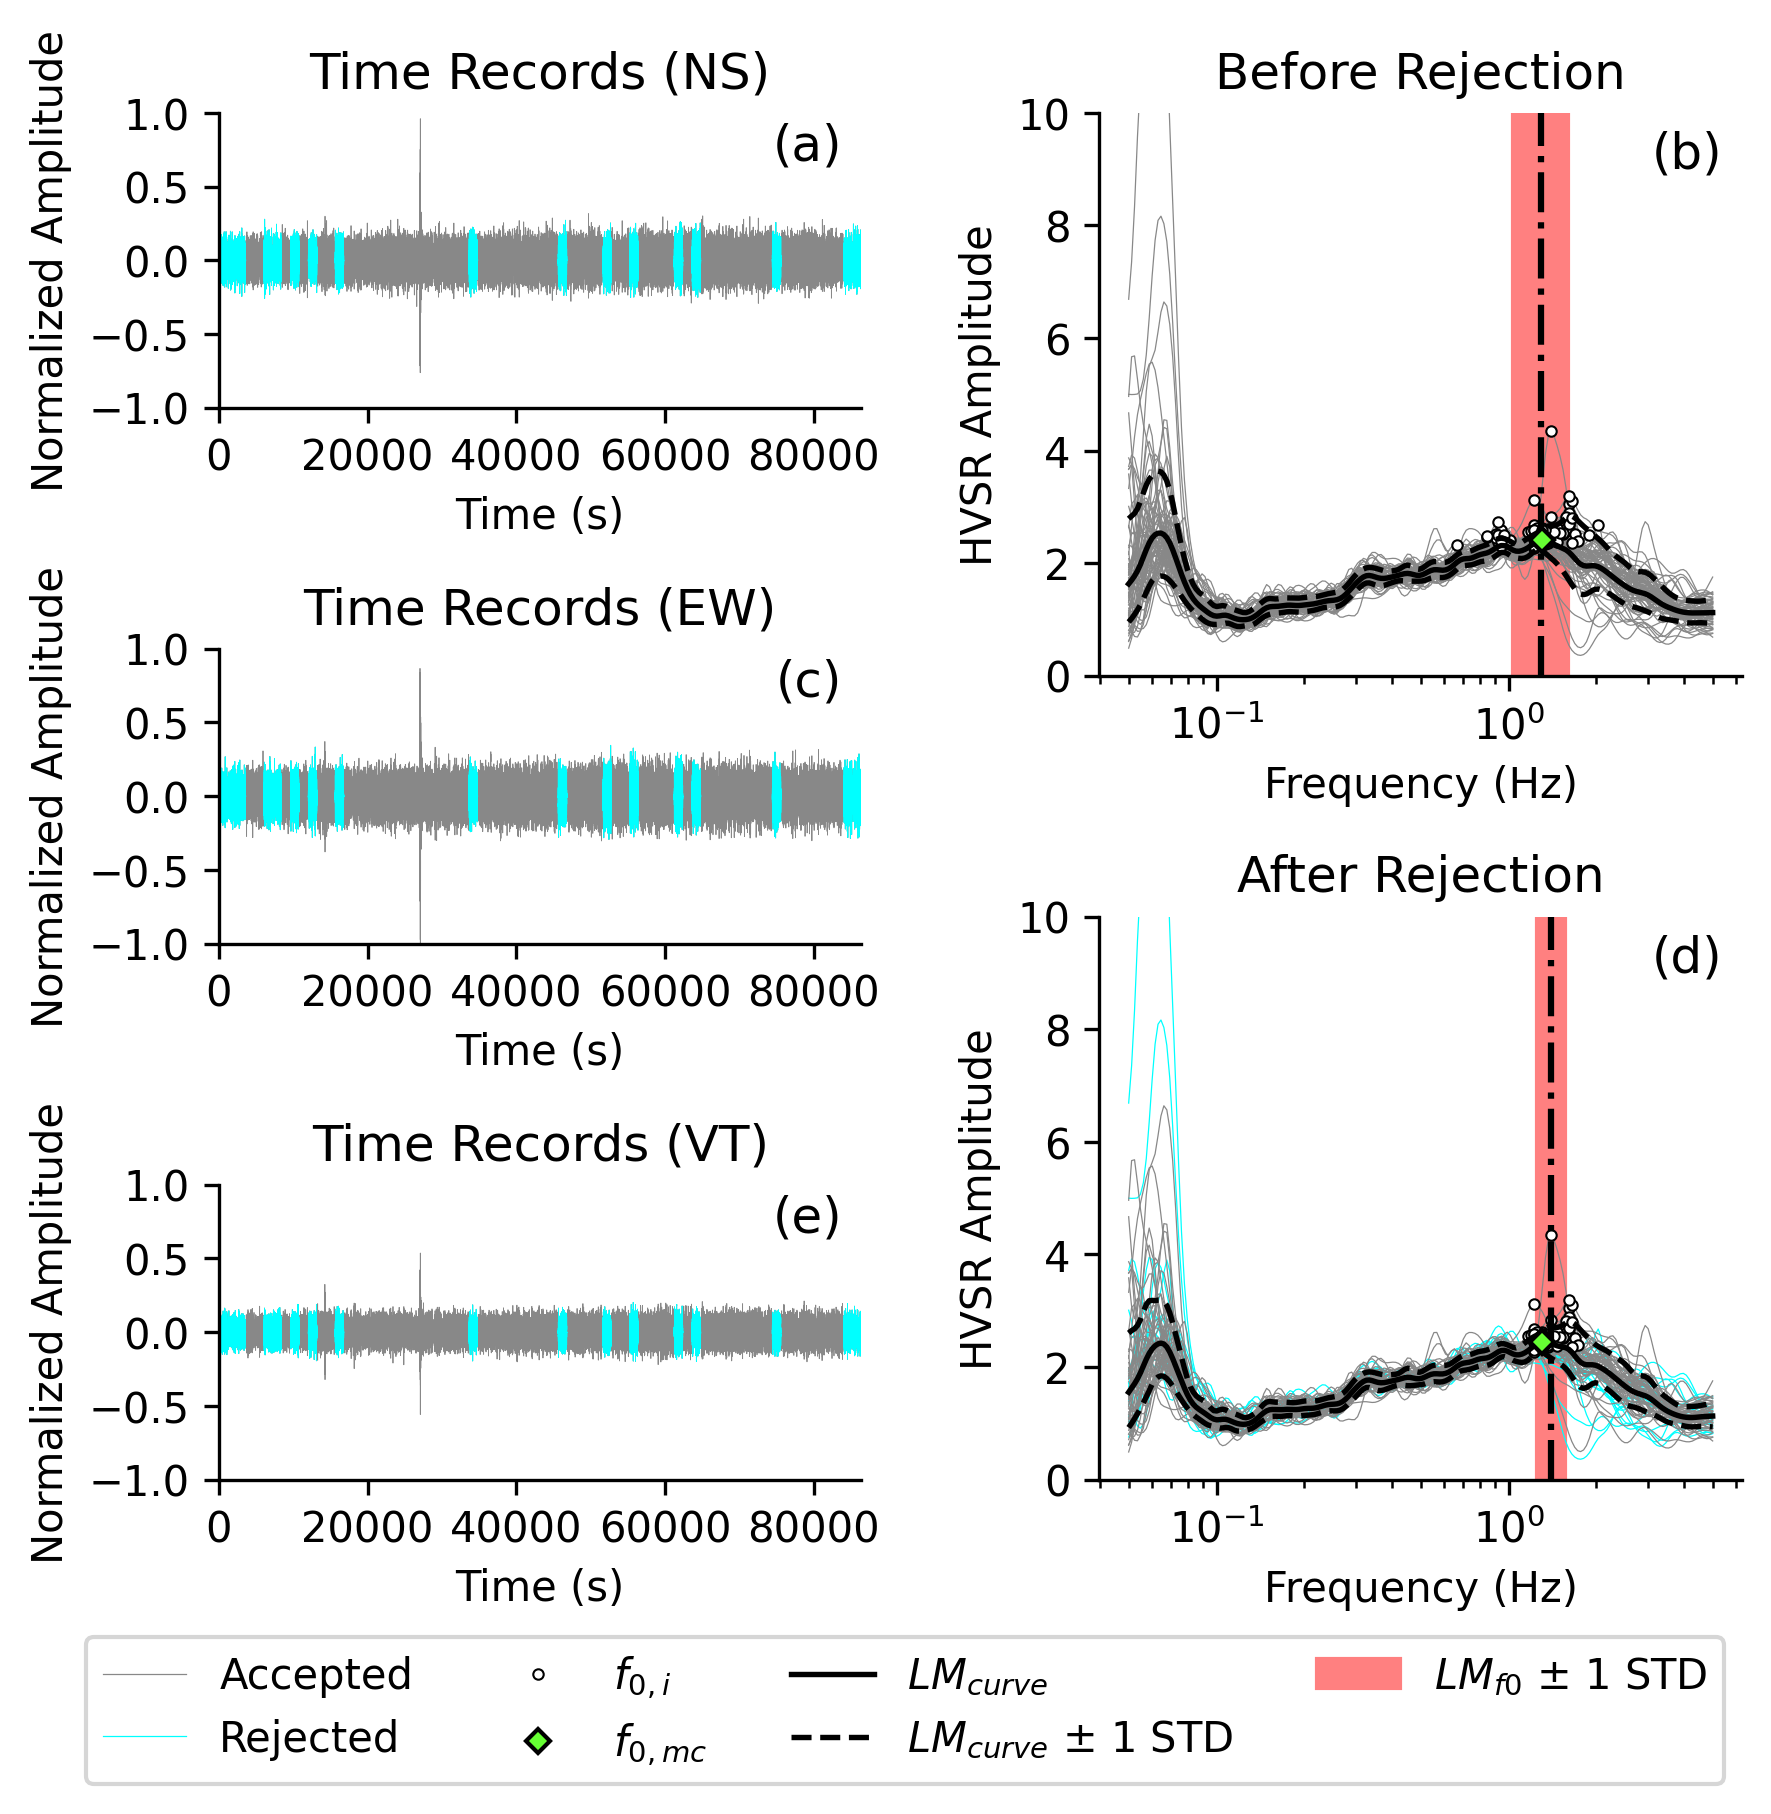 Time Records (NS)
Normalized Amplitude
1.0
0.5
0.0
−0.5
−1.0
(a)
0 20000 40000 60000 80000
Time (s)
Before Rejection
HVSR Amplitude
10
8
6
4
2
0
(b)
10⁻¹ 10⁰
Frequency (Hz)
Time Records (EW)
Normalized Amplitude
1.0
0.5
0.0
−0.5
−1.0
(c)
0 20000 40000 60000 80000
Time (s)
After Rejection
HVSR Amplitude
10
8
6
4
2
0
(d)
10⁻¹ 10⁰
Frequency (Hz)
Time Records (VT)
Normalized Amplitude
1.0
0.5
0.0
−0.5
−1.0
(e)
0 20000 40000 60000 80000
Time (s)
Accepted
Rejected
f0,i
f0,mc
LMcurve
LMcurve ± 1 STD
LMf0 ± 1 STD